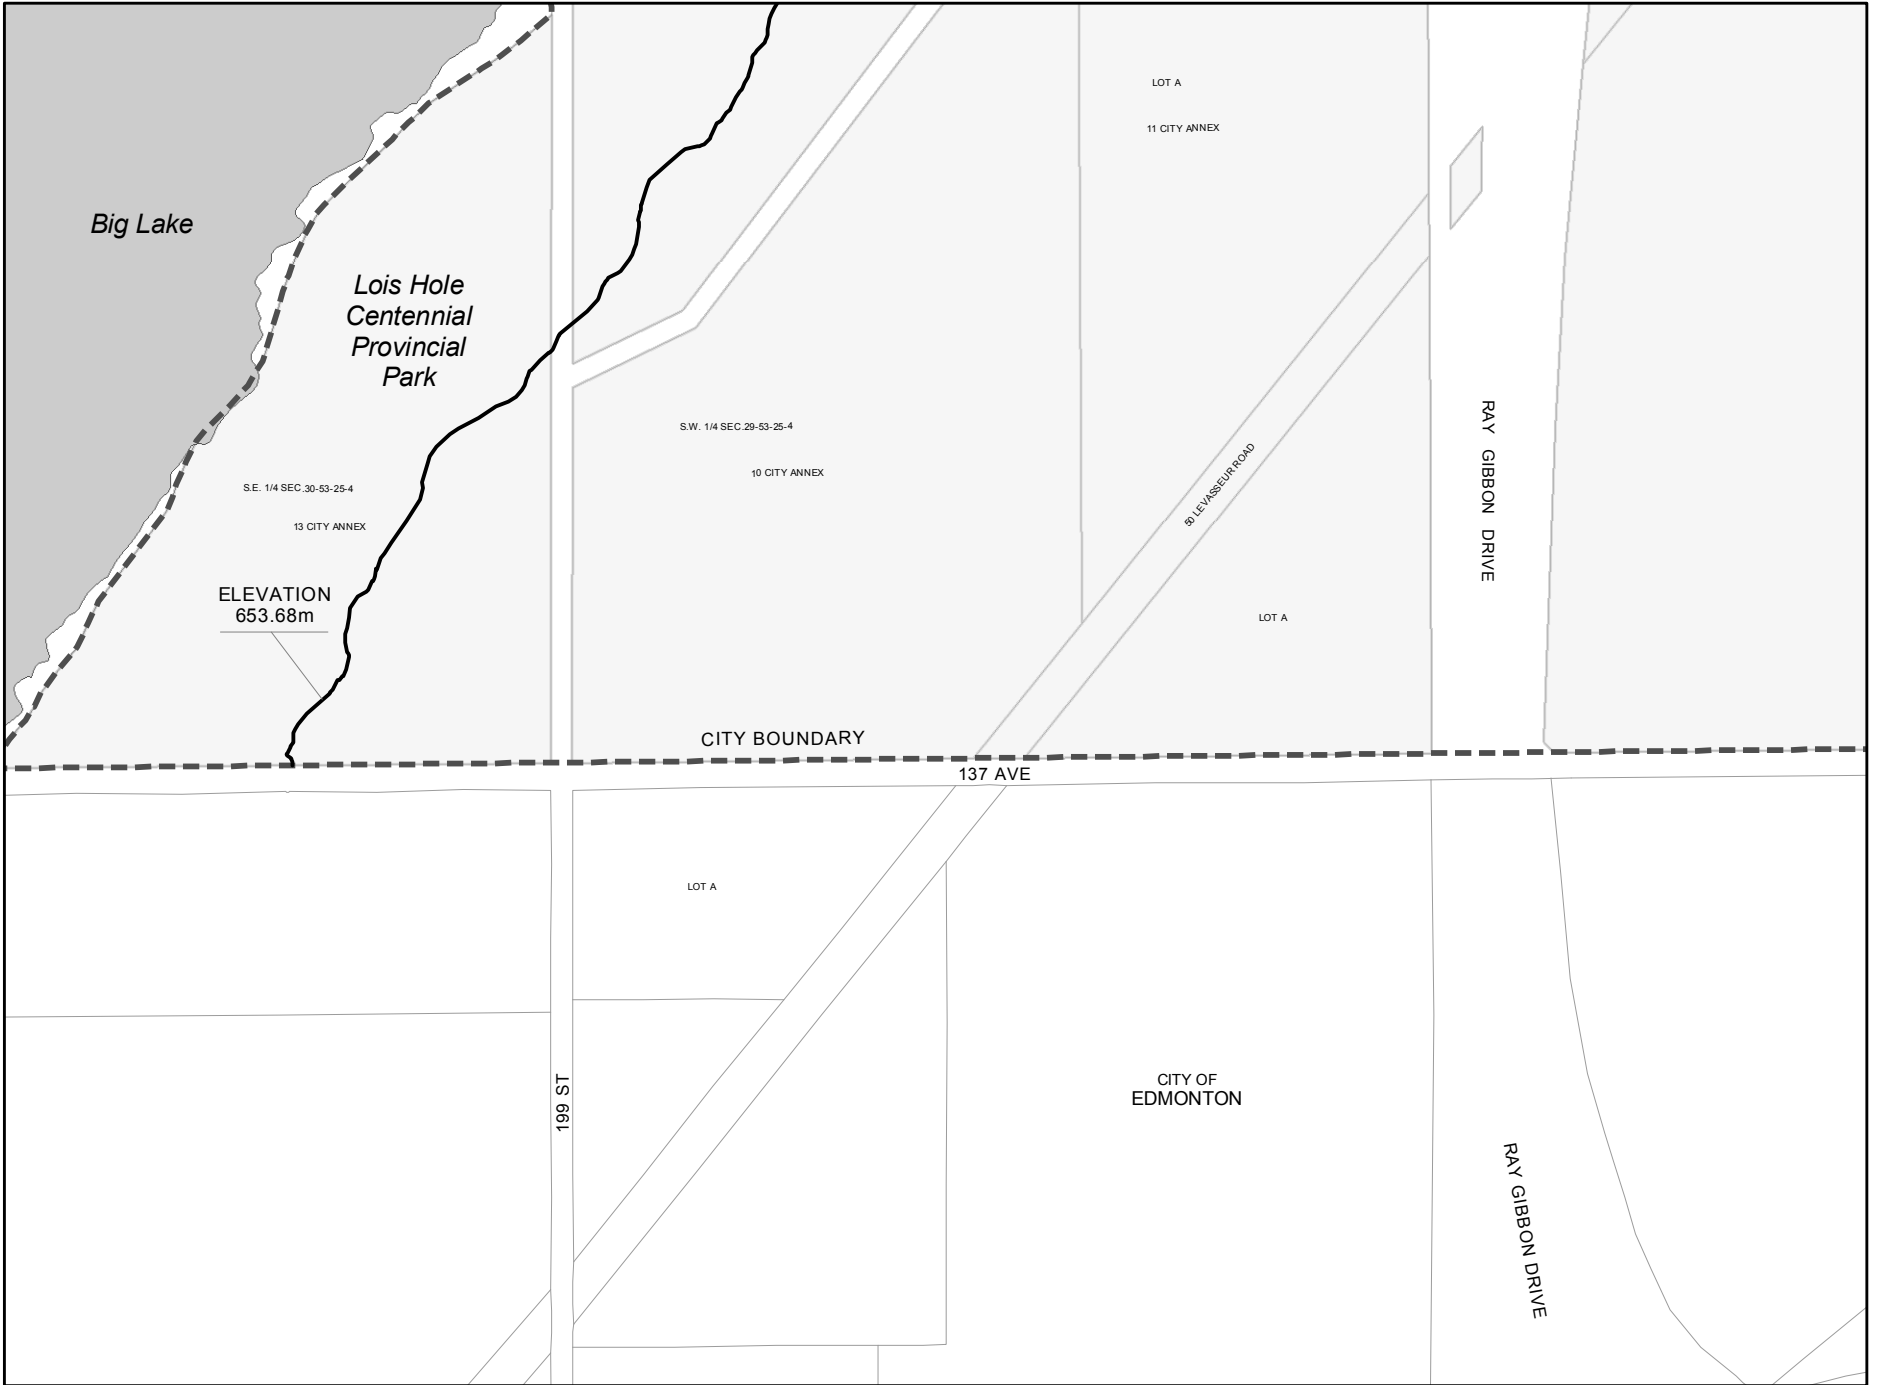 LOT A
11 CITY ANNEX
Big Lake
Lois Hole
Centennial
Provincial
Park
S.W. 1/4 SEC.29-53-25-4
10 CITY ANNEX
50 LEVASSEUR ROAD
RAY GIBBON DRIVE
S.E. 1/4 SEC.30-53-25-4
13 CITY ANNEX
ELEVATION
653.68m
LOT A
CITY BOUNDARY
137 AVE
LOT A
199 ST
CITY OF
EDMONTON
RAY GIBBON DRIVE